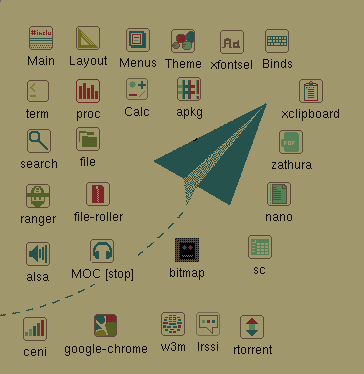 #inclu
Main
Layout
Menus
Theme
xfontsel
Binds
term
proc
Calc
apkg
xclipboard
search
file
PDF
zathura
ranger
file-roller
nano
alsa
MOC [stop]
bitmap
sc
ceni
google-chrome
w3m
Irssi
rtorrent